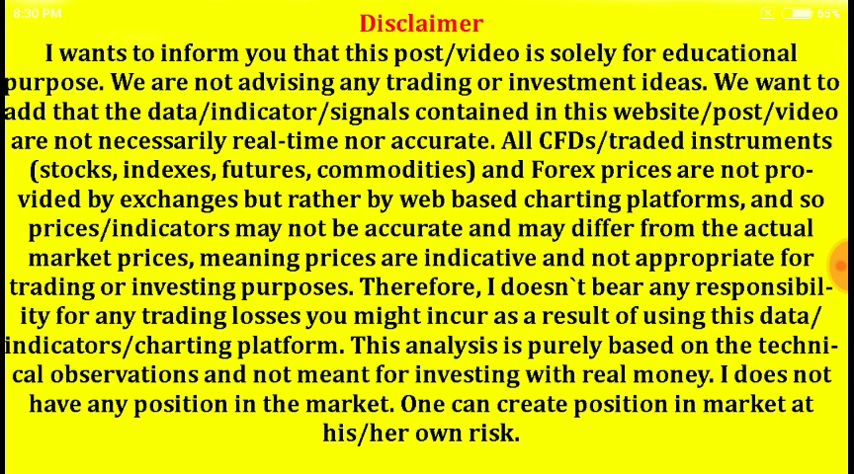 8:30 PM
65%
Disclaimer
I wants to inform you that this post/video is solely for educational
purpose. We are not advising any trading or investment ideas. We want to
add that the data/indicator/signals contained in this website/post/video
are not necessarily real-time nor accurate. All CFDs/traded instruments
(stocks, indexes, futures, commodities) and Forex prices are not pro-
vided by exchanges but rather by web based charting platforms, and so
prices/indicators may not be accurate and may differ from the actual
market prices, meaning prices are indicative and not appropriate for
trading or investing purposes. Therefore, I doesn`t bear any responsibil-
ity for any trading losses you might incur as a result of using this data/
indicators/charting platform. This analysis is purely based on the techni-
cal observations and not meant for investing with real money. I does not
have any position in the market. One can create position in market at
his/her own risk.